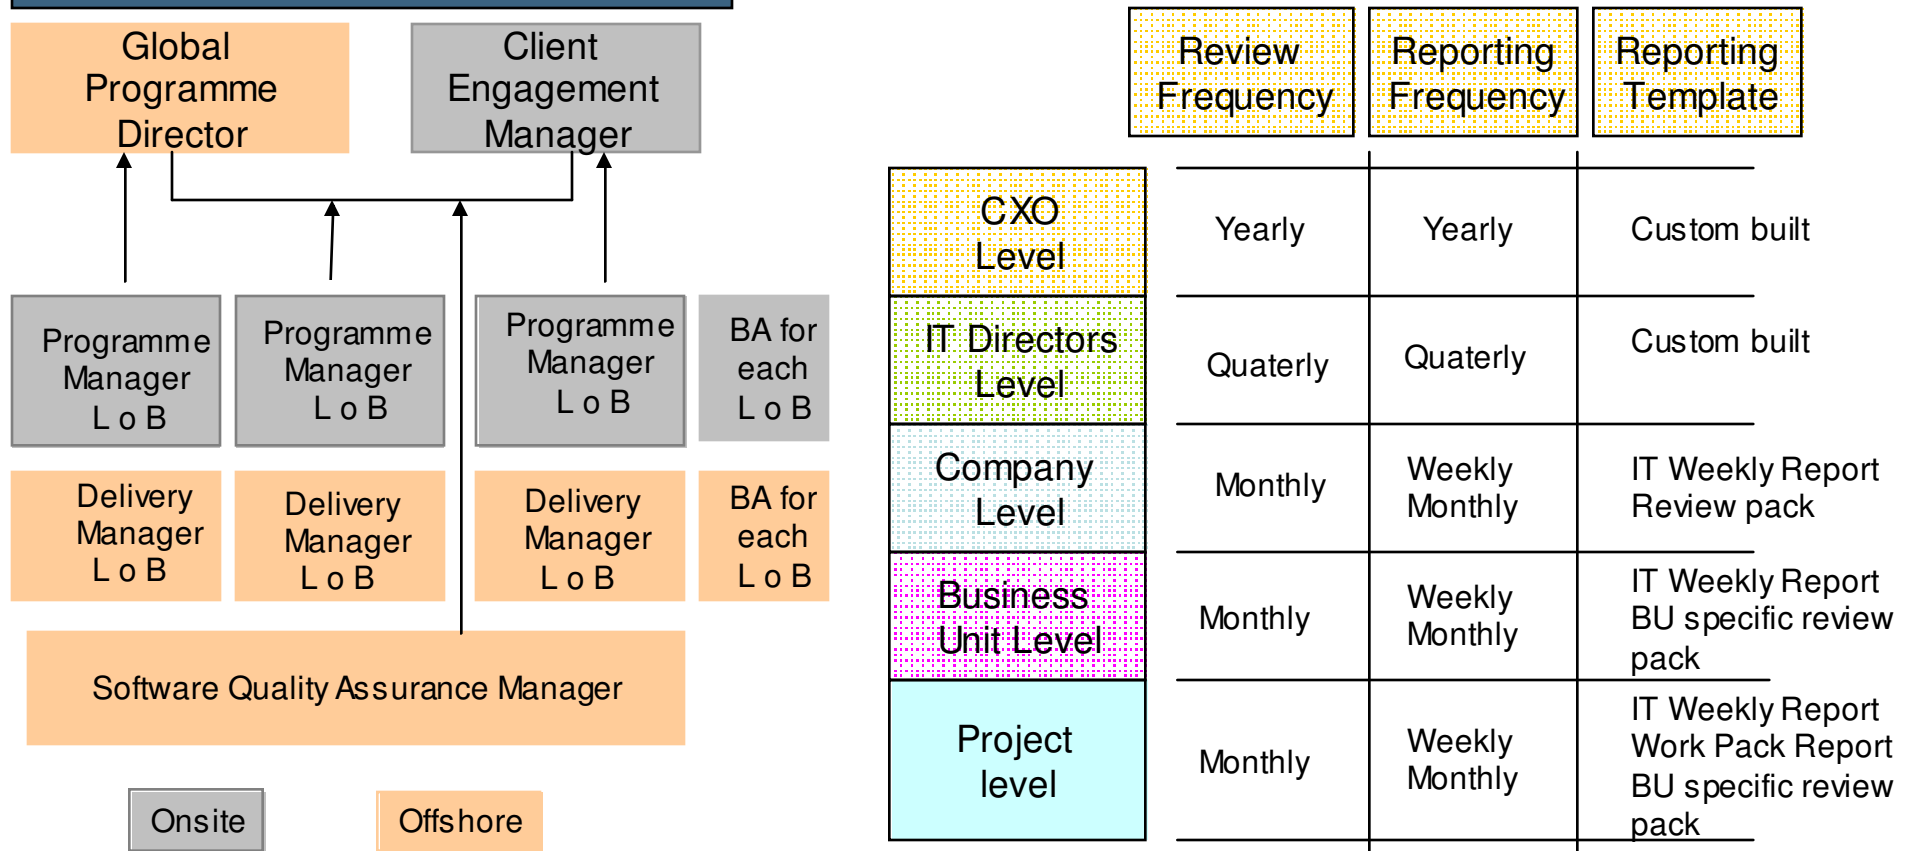 Global
Programme
Director
Client
Engagement
Manager
Programme
Manager
L o B
Programme
Manager
L o B
Programme
Manager
L o B
BA for
each
L o B
Delivery
Manager
L o B
Delivery
Manager
L o B
Delivery
Manager
L o B
BA for
each
L o B
Software Quality Assurance Manager
Onsite
Offshore
Review
Frequency
Reporting
Frequency
Reporting
Template
CXO
Level
Yearly
Yearly
Custom built
IT Directors
Level
Quaterly
Quaterly
Custom built
Company
Level
Monthly
Weekly
Monthly
IT Weekly Report
Review pack
Business
Unit Level
Monthly
Weekly
Monthly
IT Weekly Report
BU specific review
pack
Project
level
Monthly
Weekly
Monthly
IT Weekly Report
Work Pack Report
BU specific review
pack